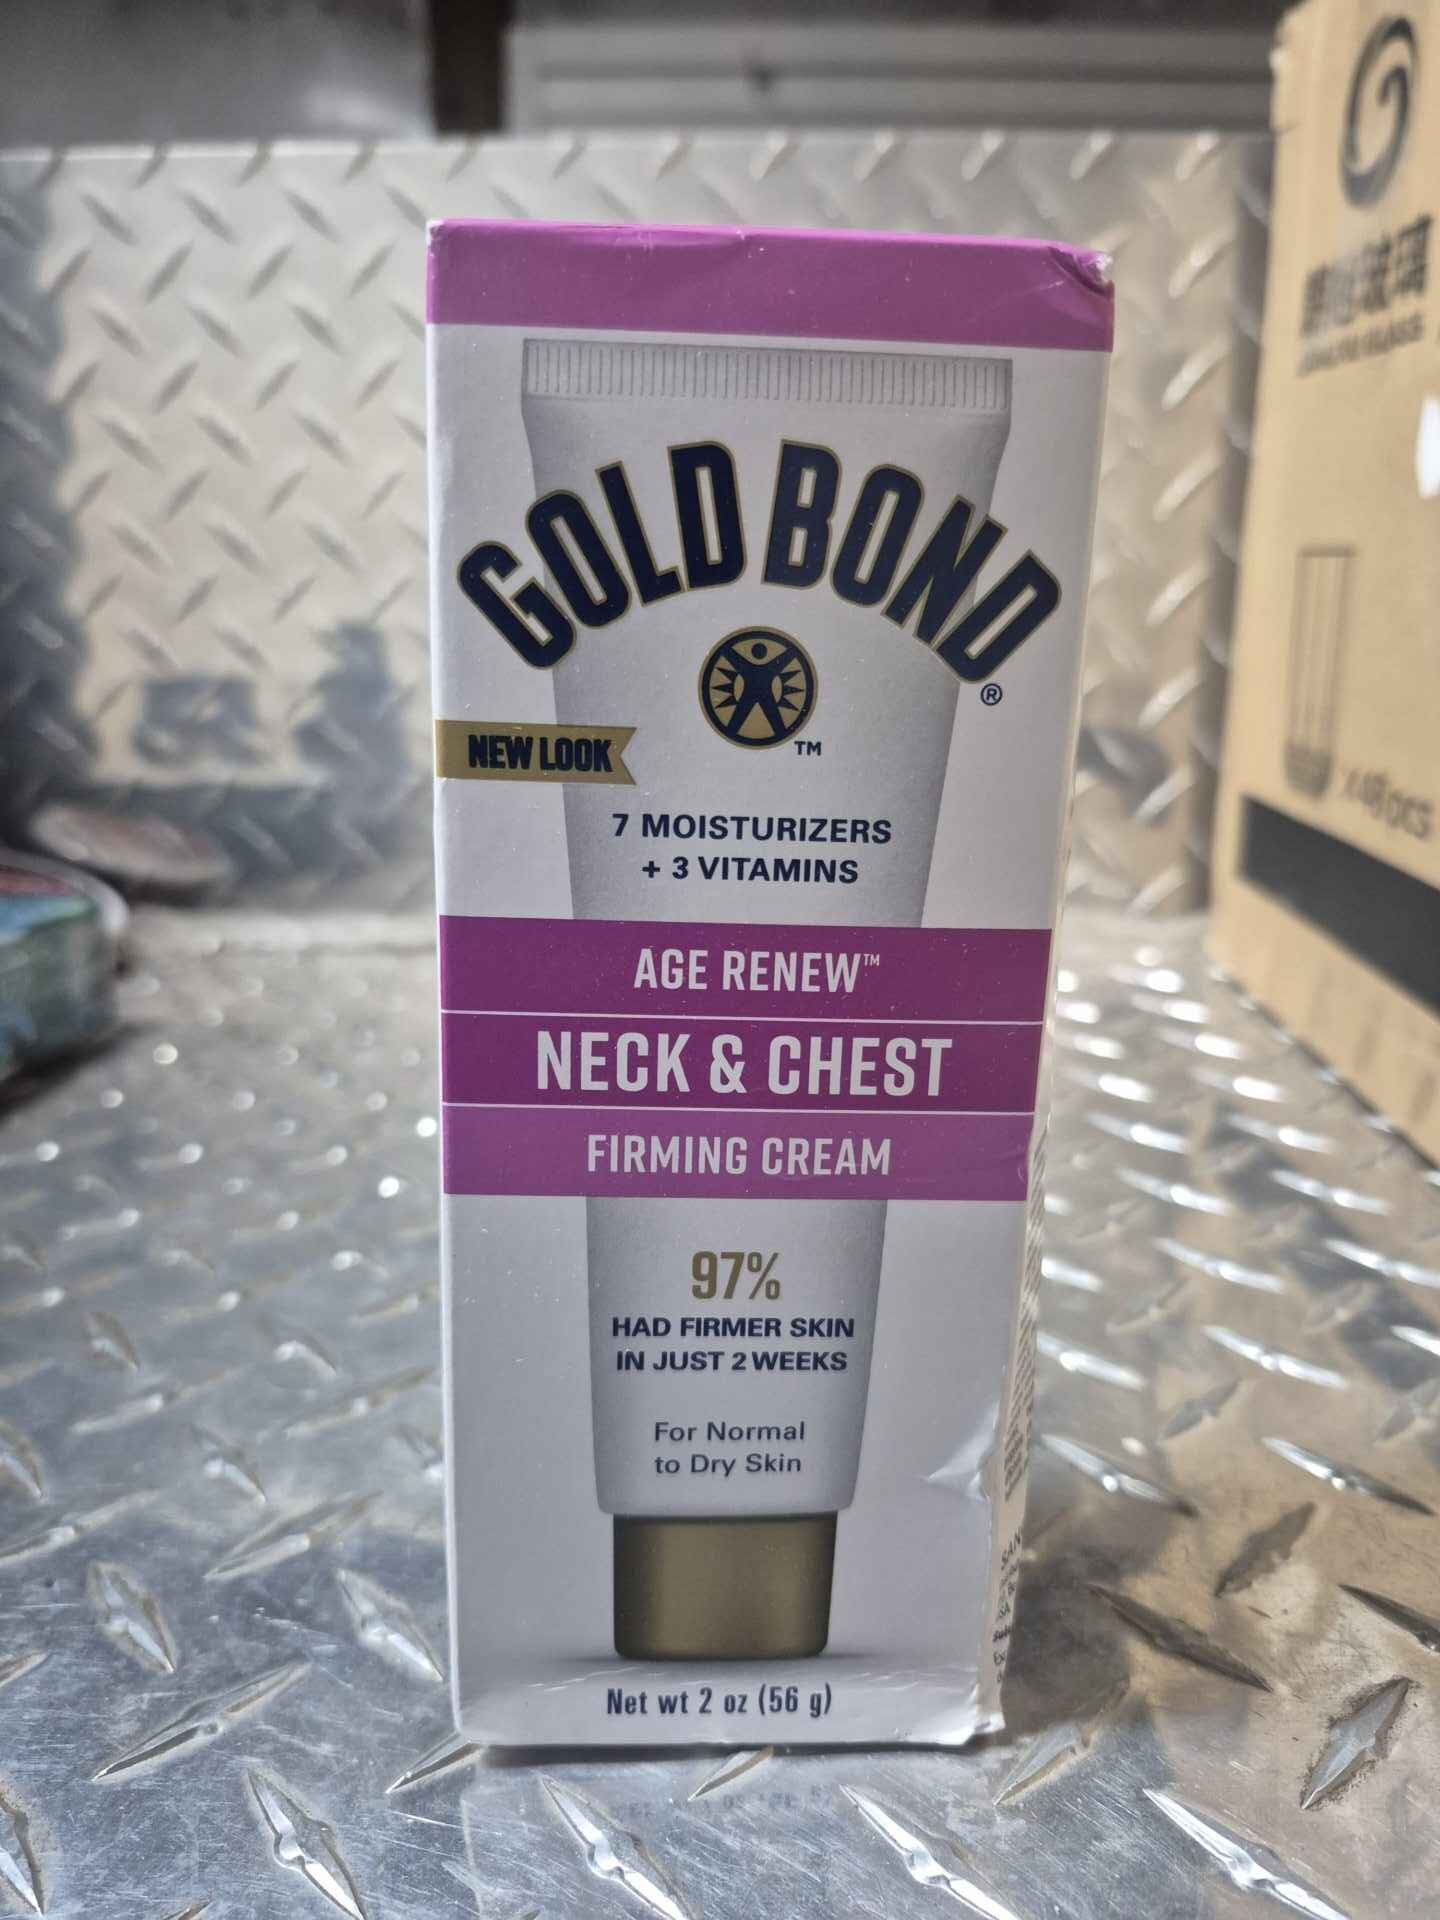 GOLD BOND®
™
NEW LOOK
7 MOISTURIZERS
+ 3 VITAMINS
AGE RENEW™
NECK & CHEST
FIRMING CREAM
97%
HAD FIRMER SKIN
IN JUST 2 WEEKS
For Normal
to Dry Skin
Net wt 2 oz (56 g)